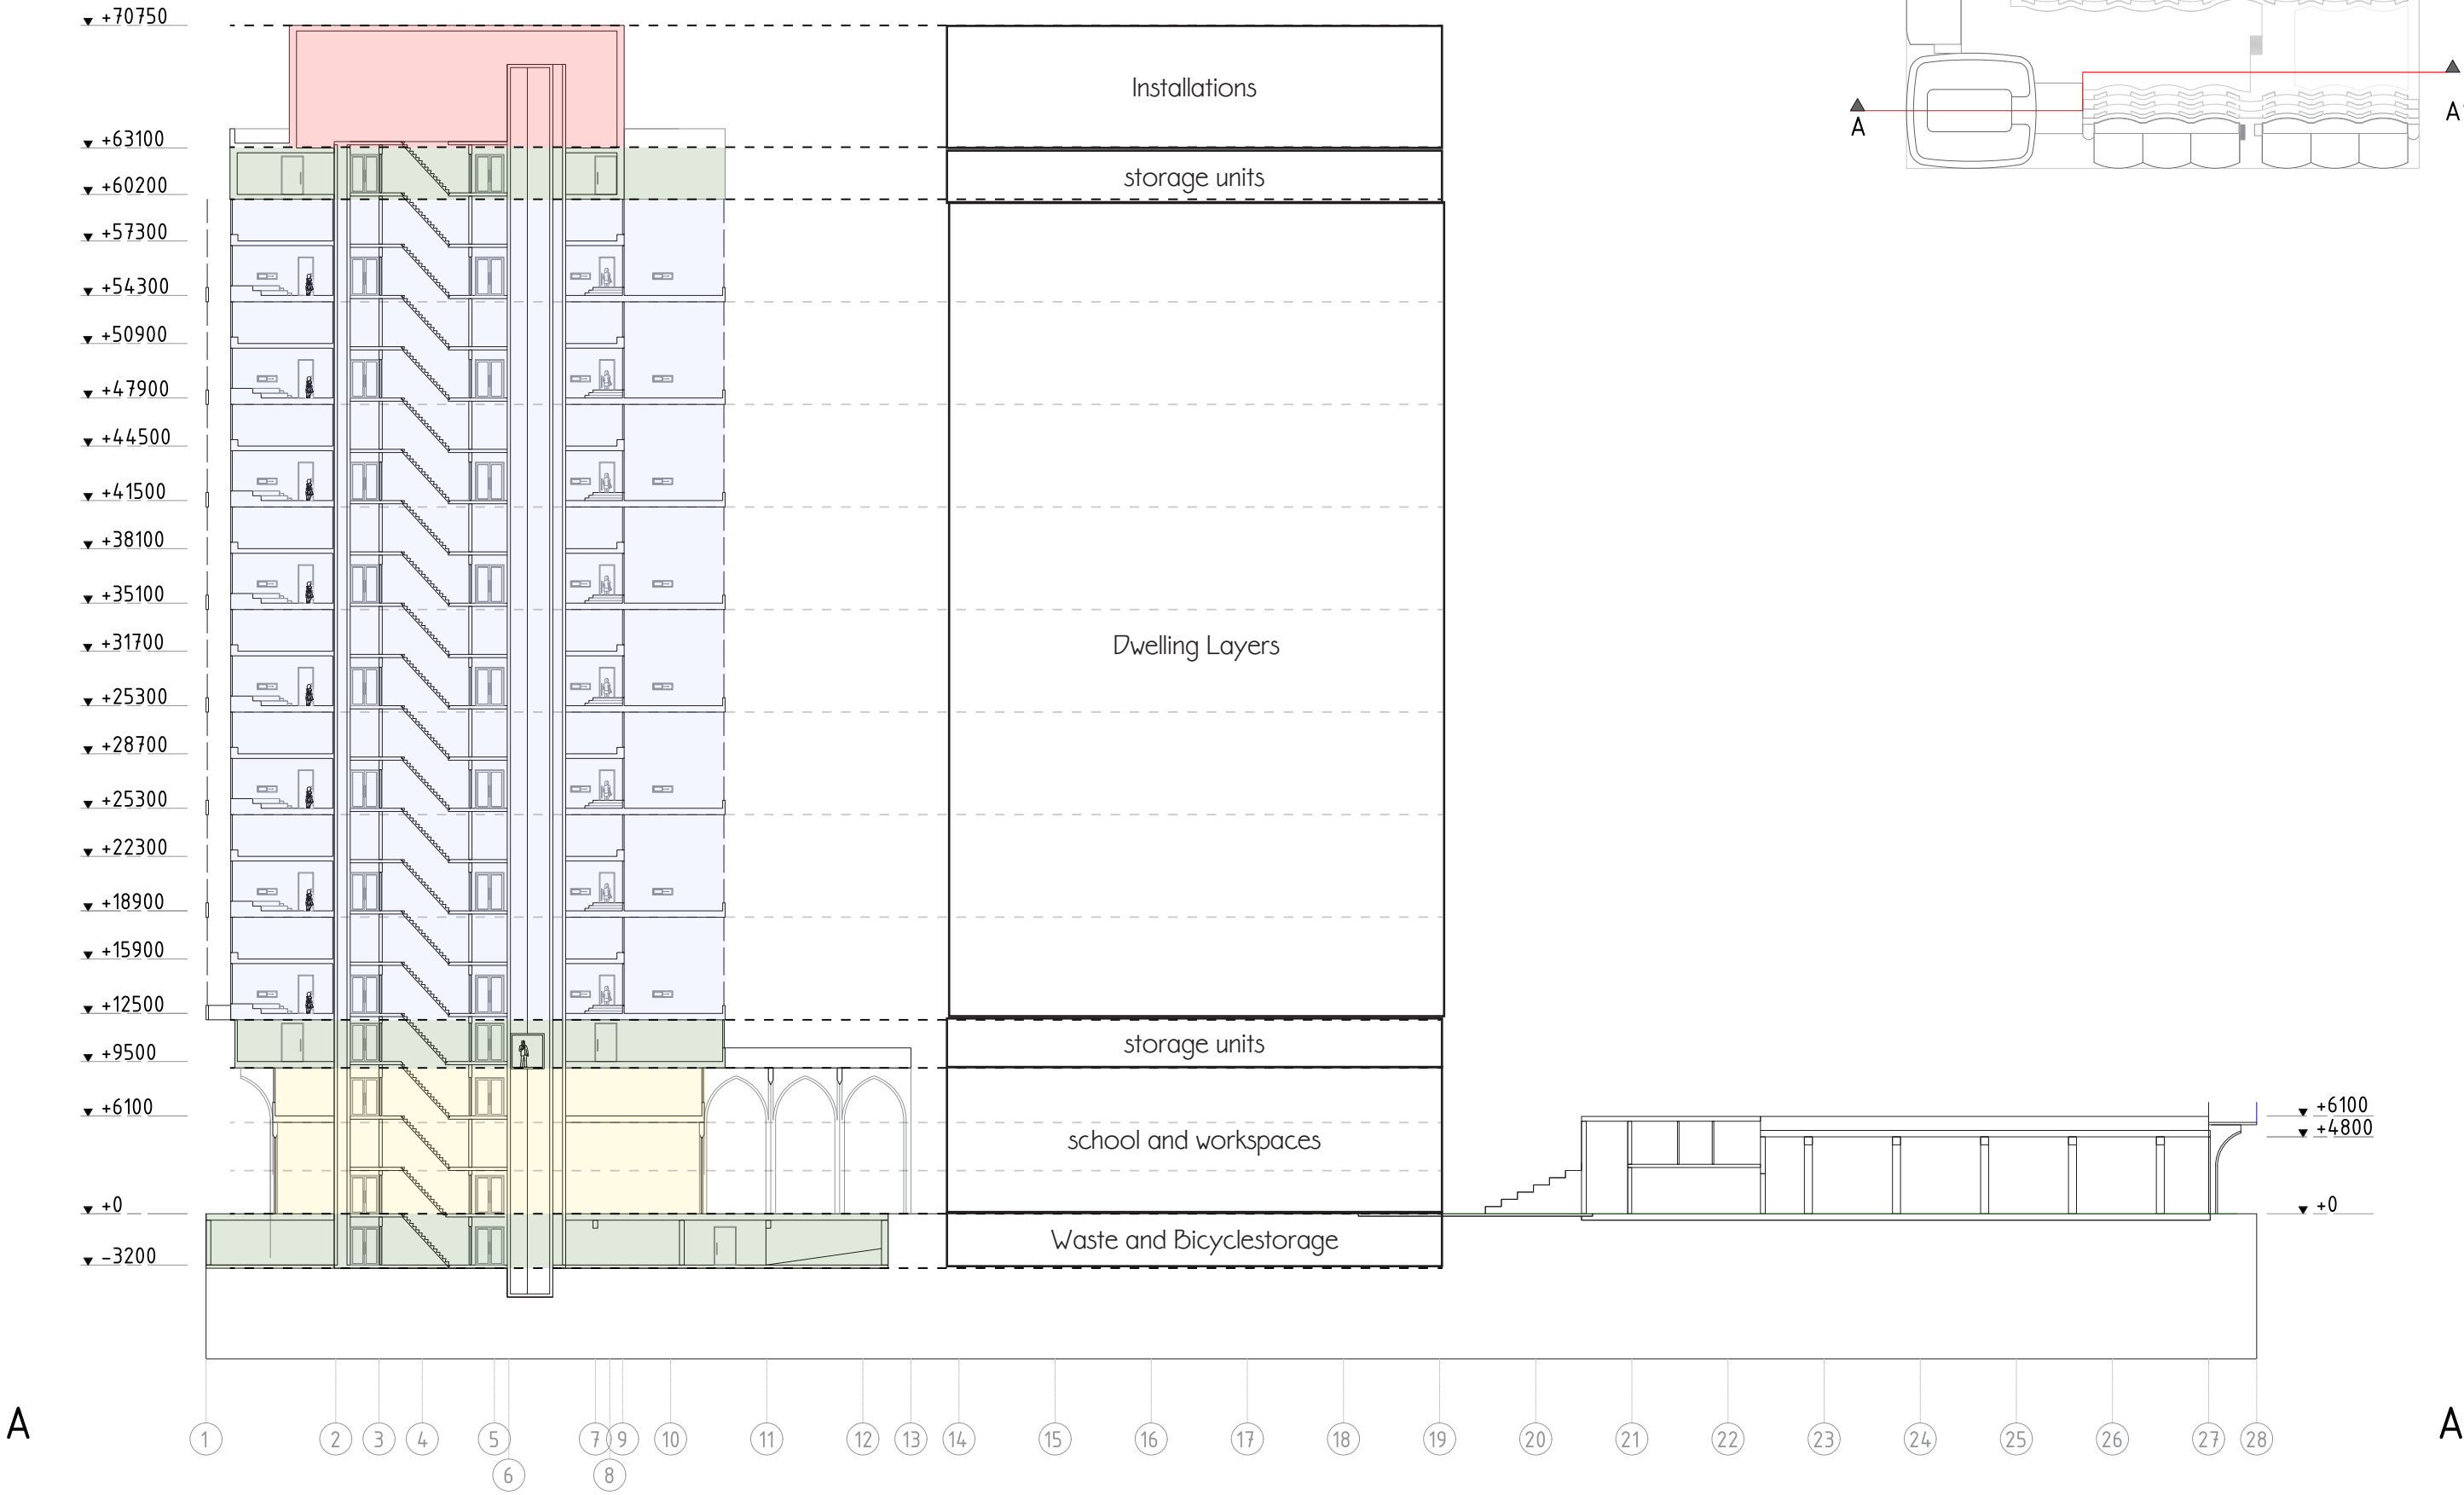 +70750
Installations
A
A
+63100
+60200
storage units
+57300
+54300
+50900
+47900
+44500
+41500
+38100
+35100
+31700
Dwelling Layers
+25300
+28700
+25300
+22300
+18900
+15900
+12500
storage units
+9500
+6100
+6100
+4800
school and workspaces
+0
+0
Waste and Bicyclestorage
-3200
A
A
1 2 3 4 5 7 9 10 11 12 13 14 15 16 17 18 19 20 21 22 23 24 25 26 27 28
6 8